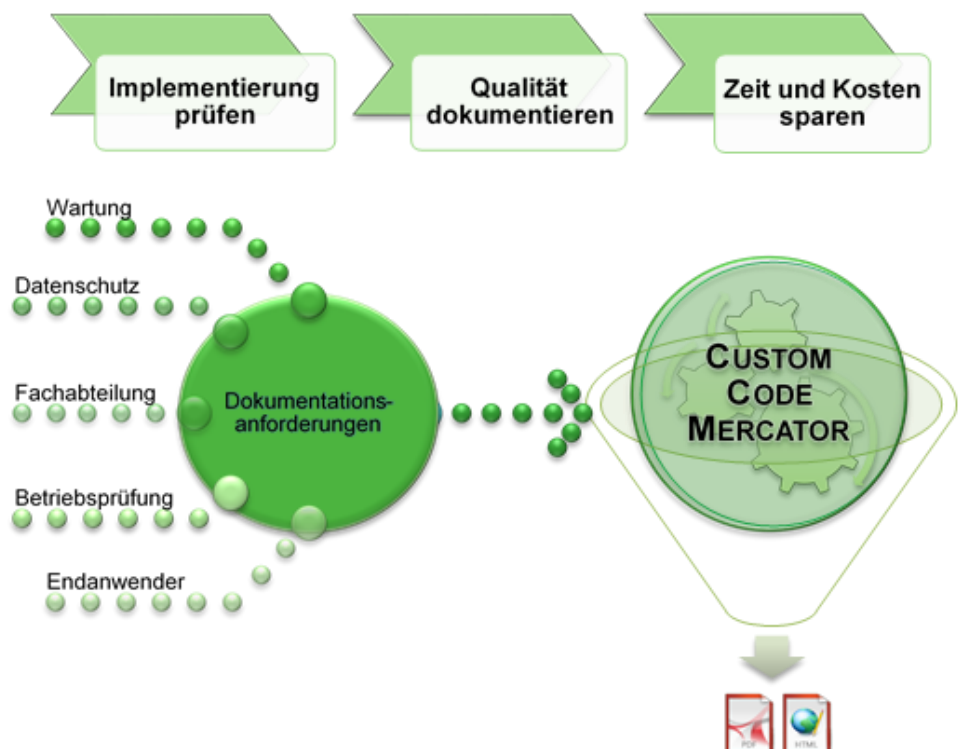 Implementierung
prüfen
Qualität
dokumentieren
Zeit und Kosten
sparen
Wartung
Datenschutz
Fachabteilung
Betriebsprüfung
Endanwender
Dokumentations-
anforderungen
CUSTOM
CODE
MERCATOR
PDF
HTML